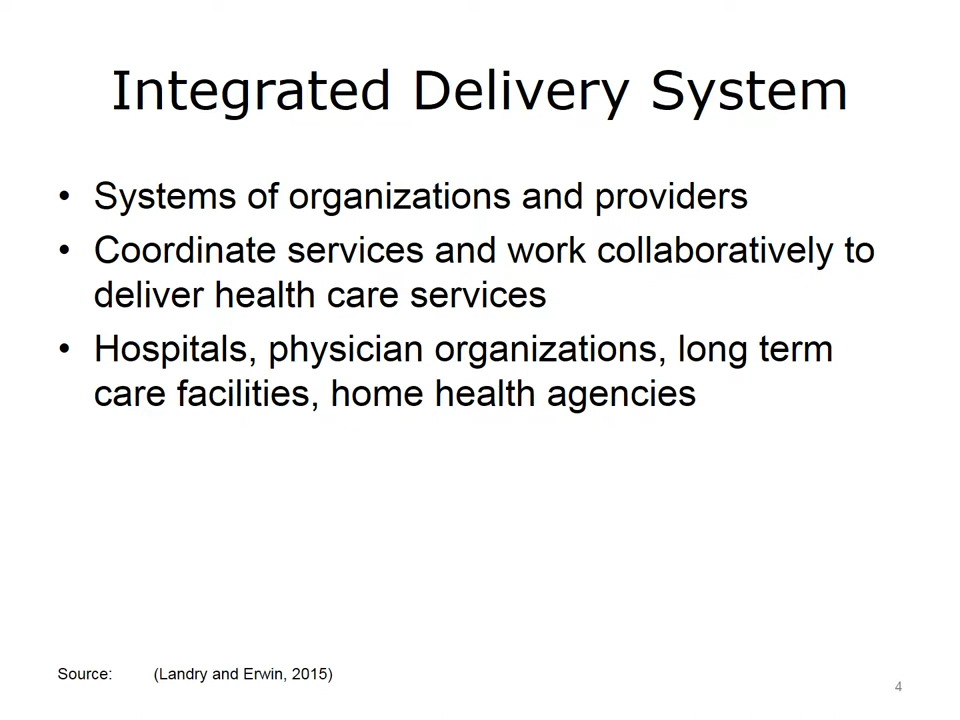 Integrated Delivery System
• Systems of organizations and providers
• Coordinate services and work collaboratively to
deliver health care services
• Hospitals, physician organizations, long term
care facilities, home health agencies
Source: (Landry and Erwin, 2015)
4